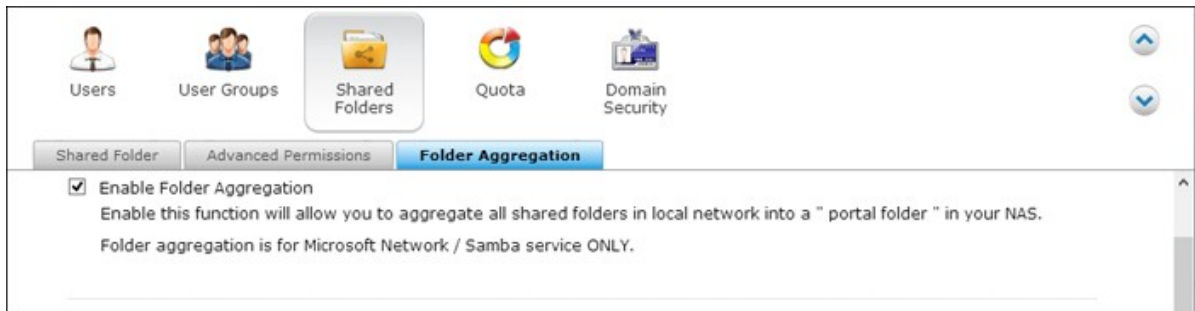 Users
User Groups
Shared
Folders
Quota
Domain
Security
Shared Folder
Advanced Permissions
Folder Aggregation
Enable Folder Aggregation
Enable this function will allow you to aggregate all shared folders in local network into a " portal folder " in your NAS.
Folder aggregation is for Microsoft Network / Samba service ONLY.